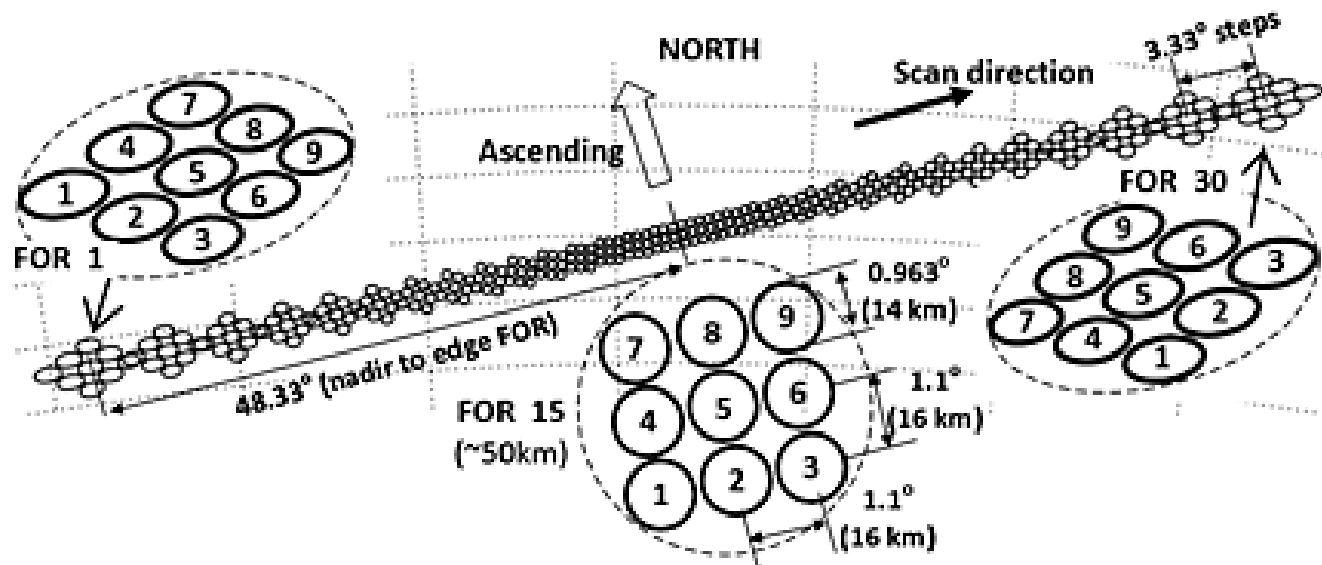 NORTH
3.33° steps
Scan direction
Ascending
7
4
8
1
5
9
2
6
3
FOR 1
FOR 30
9
6
3
8
5
2
7
4
1
48.33° (nadir to edge FOR)
FOR 15
(~50km)
7
8
9
4
5
6
1
2
3
0.963°
(14 km)
1.1°
(16 km)
1.1°
(16 km)